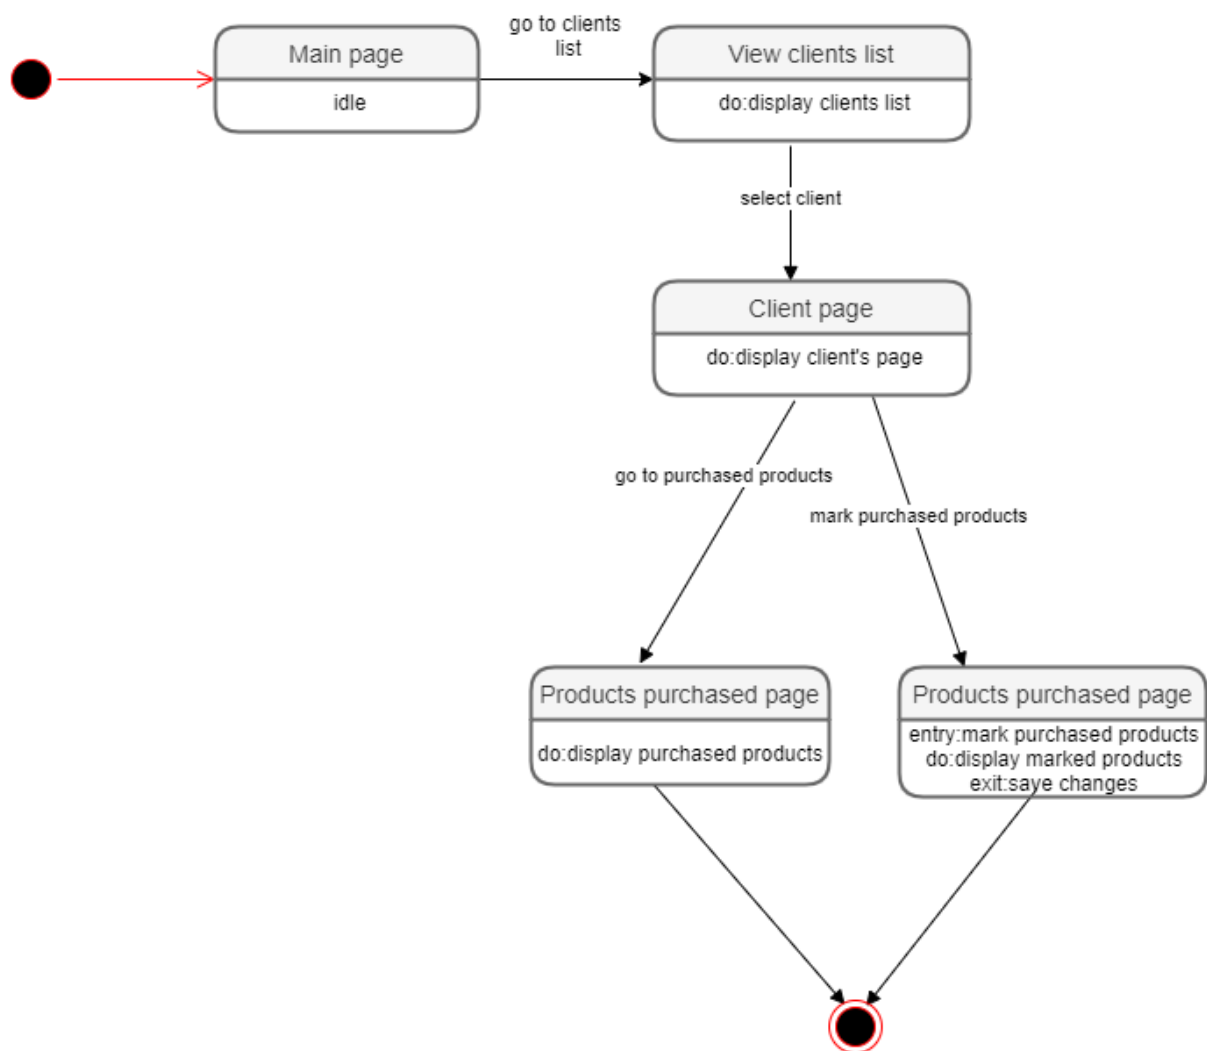 go to clients
list
Main page
idle
View clients list
do:display clients list
select client
Client page
do:display client's page
go to purchased products
mark purchased products
Products purchased page
do:display purchased products
Products purchased page
entry:mark purchased products
do:display marked products
exit:save changes